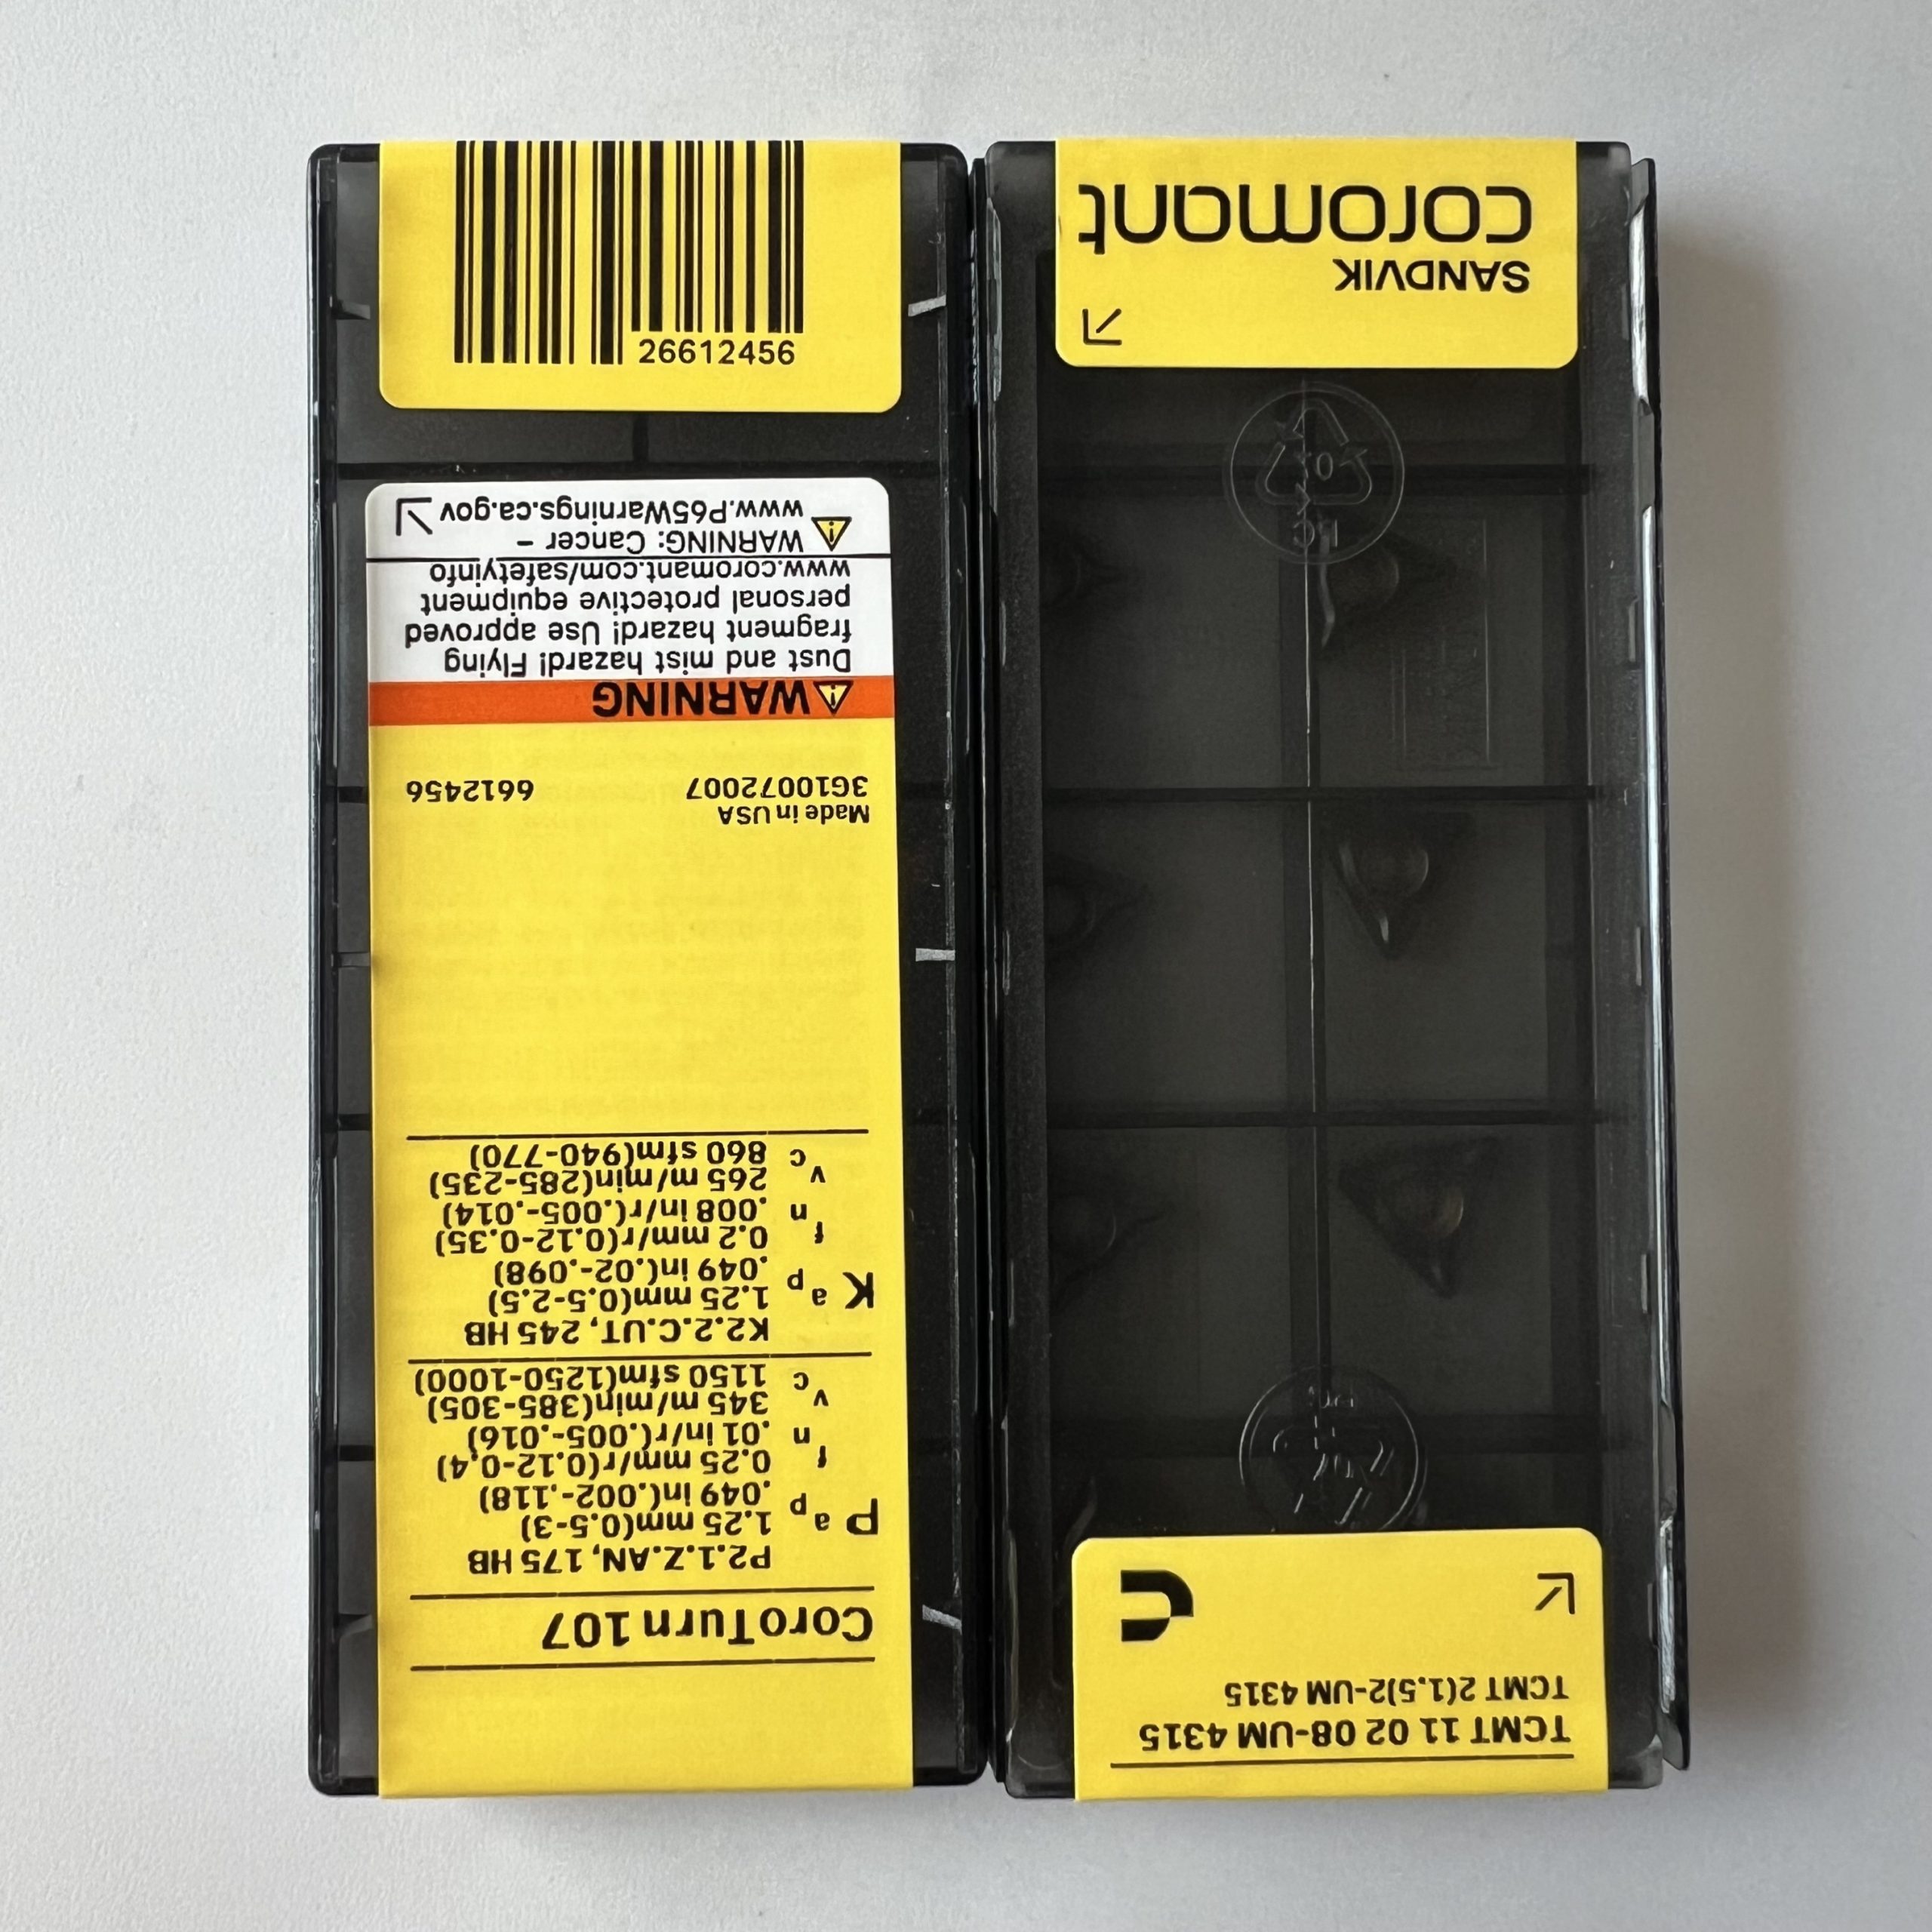 SANDVIK
coromant
TCMT 11 02 08-UM 4315
TCMT 2(1.5)2-UM 4315
CoroTurn 107
P2.1.Z.AN, 175 HB
P ap 1.25 mm(0.5-3)
.049 in(.002-.118)
fn 0.25 mm/r(0.12-0.4)
.01 in/r(.005-.016)
vc 345 m/min(385-305)
1150 sfm(1250-1000)
K2.2.C.UT, 245 HB
K ap 1.25 mm(0.5-2.5)
.049 in(.02-.098)
fn 0.2 mm/r(0.12-0.35)
.008 in/r(.005-.014)
vc 265 m/min(285-235)
860 sfm(940-770)
Made in USA
3G10072007 6612456
WARNING
Dust and mist hazard! Flying
fragment hazard! Use approved
personal protective equipment
www.coromant.com/safetyinfo
WARNING: Cancer –
www.P65Warnings.ca.gov
26612456